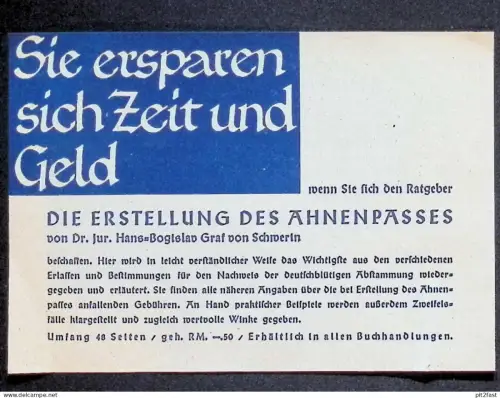 Sie ersparen
sich Zeit und
Geld
wenn Sie sich den Ratgeber
DIE ERSTELLUNG DES AHNENPASSES
von Dr. jur. Hans-Bogislav Graf von Schwerin
beschaffen. Hier wird in leicht verständlicher Weise das Wichtigste aus den verschiedenen
Erlassen und Bestimmungen für den Nachweis der deutschblütigen Abstammung wieder-
gegeben und erläutert. Sie finden alle näheren Angaben über die bei Erstellung des Ahnen-
passes anfallenden Gebühren. An Hand praktischer Beispiele werden außerdem Zweifels-
fälle klargestellt und zugleich wertvolle Winke gegeben.
Umfang 48 Seiten / geh. RM. —.50 / Erhältlich in allen Buchhandlungen.
www.delcampe.net
pit2fast